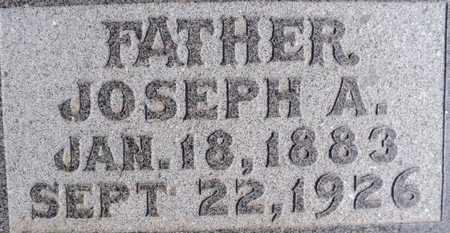 FATHER
JOSEPH A.
JAN. 18, 1883
SEPT 22, 1926